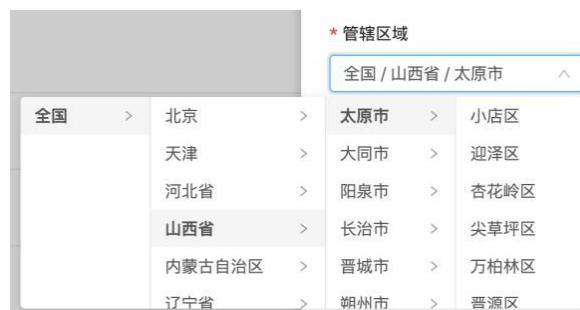 * 管辖区域
全国 / 山西省 / 太原市
全国 > 北京 > 太原市 > 小店区
天津 > 大同市 > 迎泽区
河北省 > 阳泉市 > 杏花岭区
山西省 > 长治市 > 尖草坪区
内蒙古自治区 > 晋城市 > 万柏林区
辽宁省 > 朔州市 > 晋源区